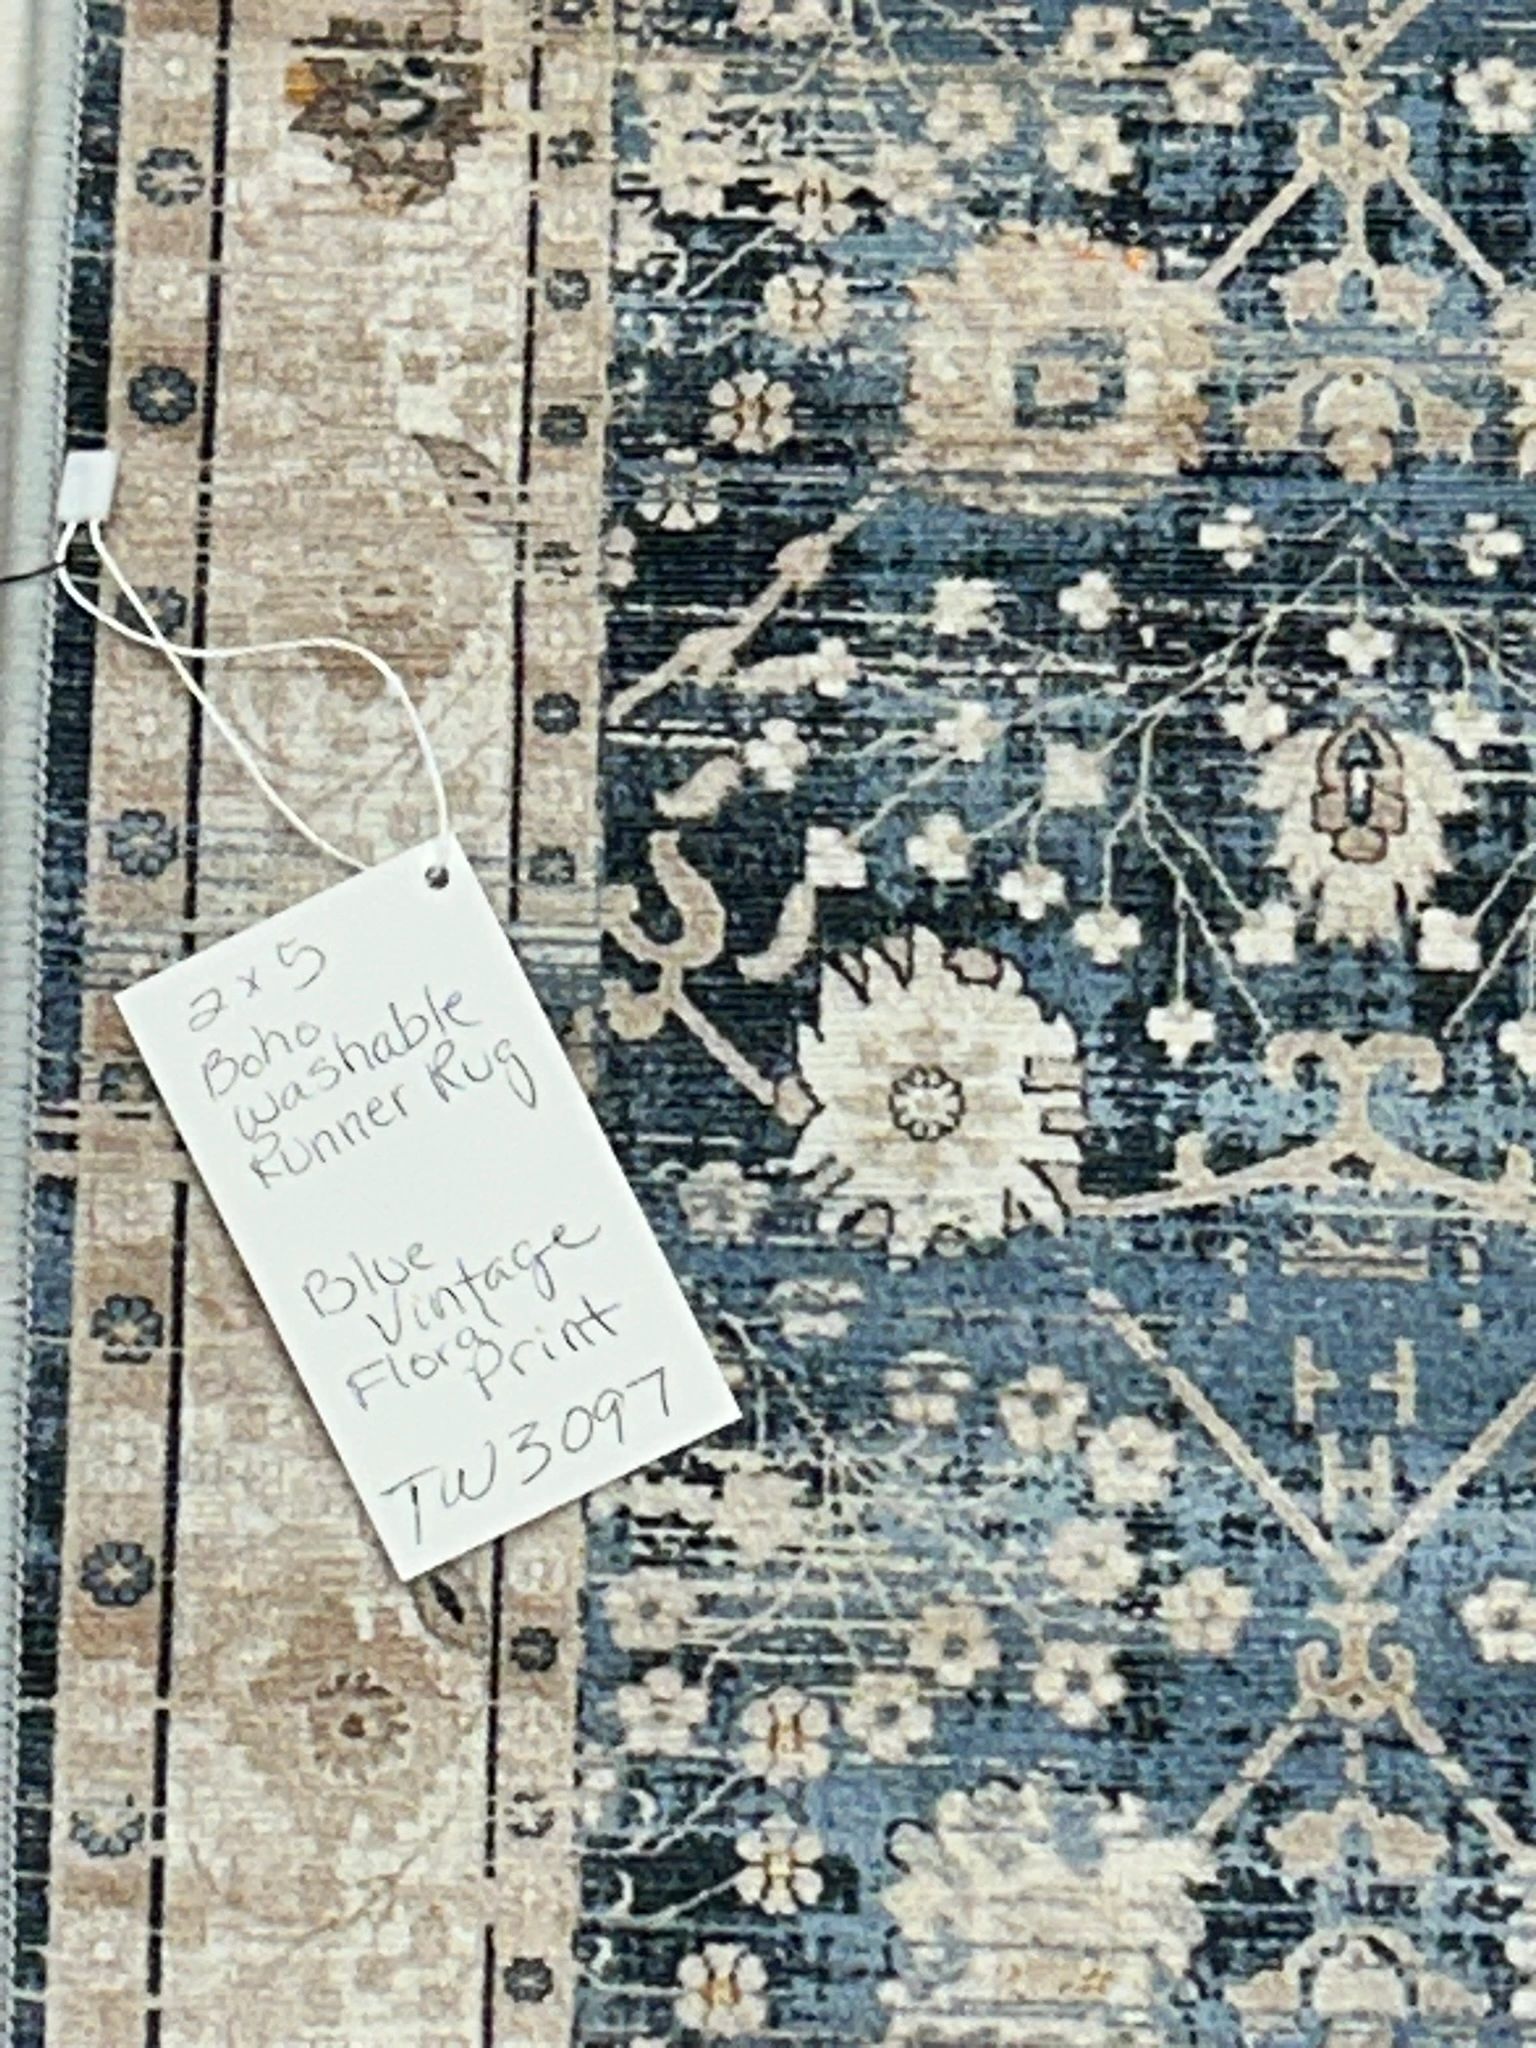 2 x 5
Boho
Washable
Runner Rug
Blue
Vintage
Flora
Print
TW3097